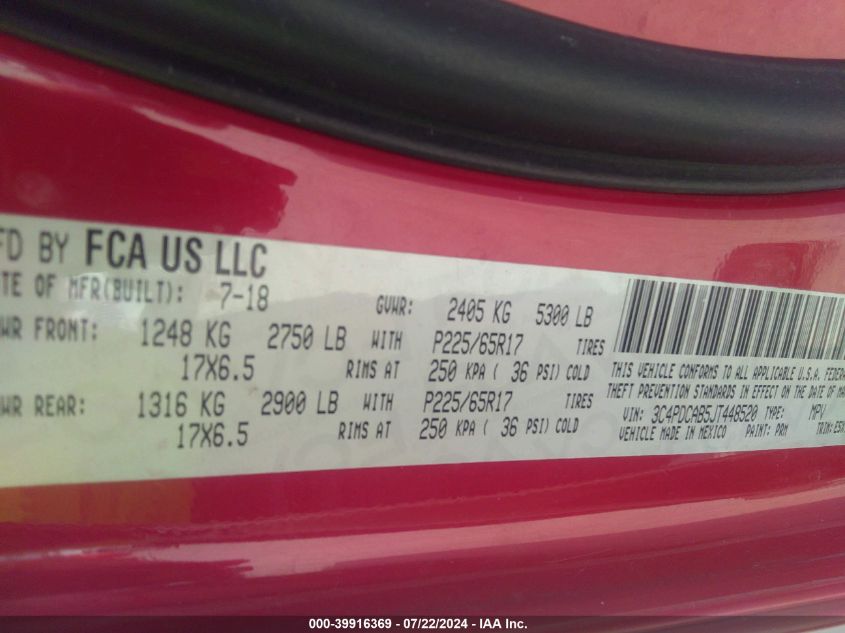 FD BY FCA US LLC
TE OF MFR(BUILT): 7-18 GVWR: 2405 KG 5300 LB
WR FRONT: 1248 KG 2750 LB WITH P225/65R17 TIRES
17X6.5 RIMS AT 250 KPA ( 36 PSI) COLD
WR REAR: 1316 KG 2900 LB WITH P225/65R17 TIRES
17X6.5 RIMS AT 250 KPA ( 36 PSI) COLD
THIS VEHICLE CONFORMS TO ALL APPLICABLE U.S.A. FEDERA
THEFT PREVENTION STANDARDS IN EFFECT ON THE DATE OF MA
VIN: 3C4PDCAB5JT448520 TYPE: MPV
VEHICLE MADE IN MEXICO PAINT: PRM TRIM:
000-39916369 - 07/22/2024 - IAA Inc.